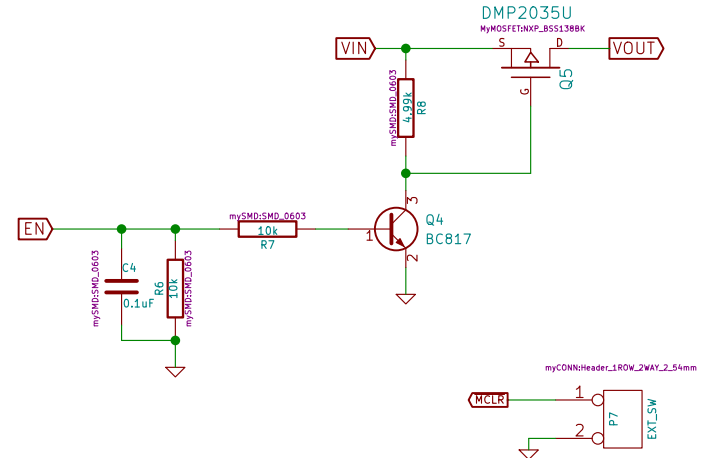 DMP2035U
MyMOSFET:NXP_BSS138BK
VIN
S
D
VOUT
G
Q5
mySMD:SMD_0603
4.99k
R8
mySMD:SMD_0603
EN
10k
R7
1
3
2
Q4
BC817
mySMD:SMD_0603
C4
0.1uF
R6
10k
mySMD:SMD_0603
myCONN:Header_1ROW_2WAY_2_54mm
MCLR
1
2
P7
EXT_SW